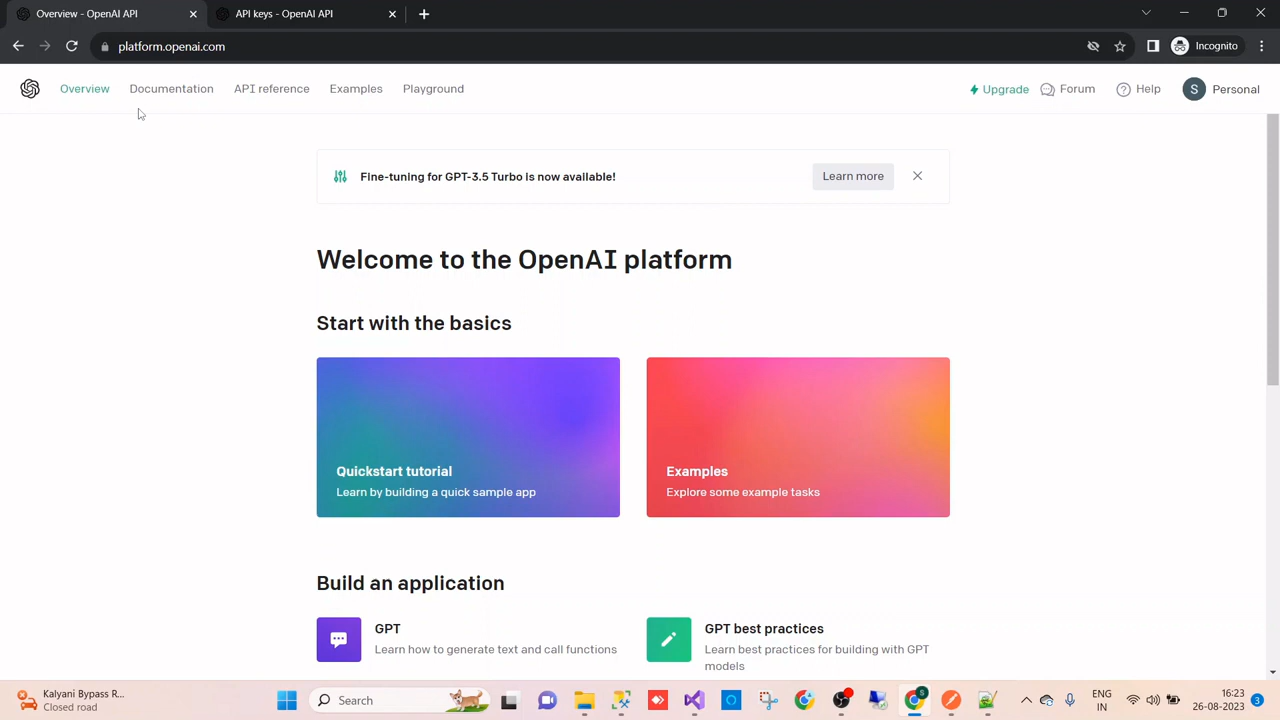 Overview - OpenAI API
API keys - OpenAI API
platform.openai.com
Incognito
Overview
Documentation
API reference
Examples
Playground
Upgrade
Forum
Help
S
Personal
Fine-tuning for GPT-3.5 Turbo is now available!
Learn more
Welcome to the OpenAI platform
Start with the basics
Quickstart tutorial
Learn by building a quick sample app
Examples
Explore some example tasks
Build an application
GPT
Learn how to generate text and call functions
GPT best practices
Learn best practices for building with GPT
models
Kalyani Bypass R...
Closed road
Search
S
ENG
IN
16:23
26-08-2023
3